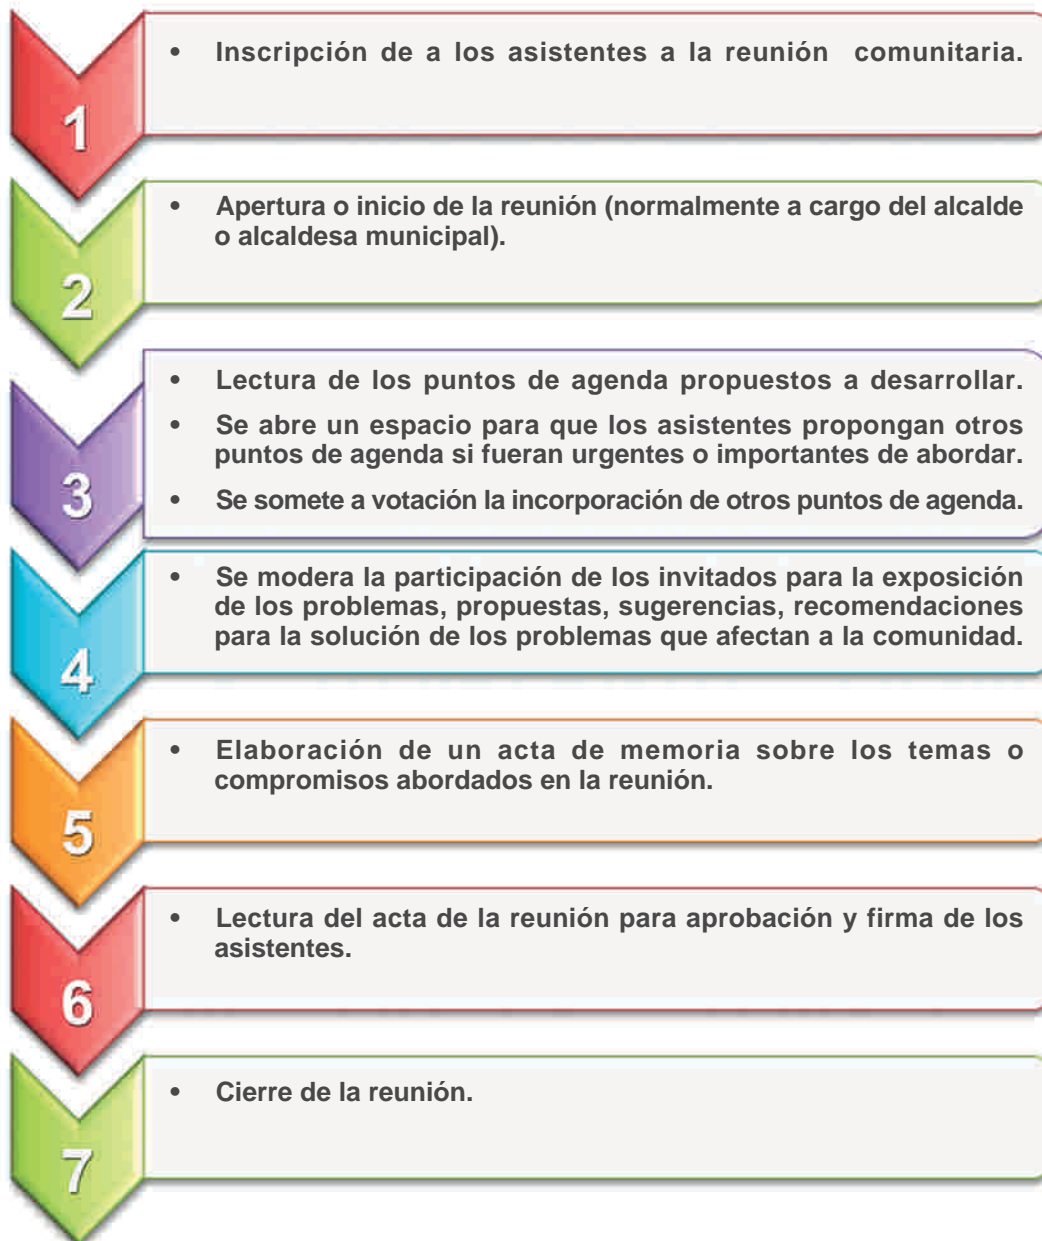 1
• Inscripción de a los asistentes a la reunión comunitaria.
2
• Apertura o inicio de la reunión (normalmente a cargo del alcalde
o alcaldesa municipal).
3
• Lectura de los puntos de agenda propuestos a desarrollar.
• Se abre un espacio para que los asistentes propongan otros
puntos de agenda si fueran urgentes o importantes de abordar.
• Se somete a votación la incorporación de otros puntos de agenda.
4
• Se modera la participación de los invitados para la exposición
de los problemas, propuestas, sugerencias, recomendaciones
para la solución de los problemas que afectan a la comunidad.
5
• Elaboración de un acta de memoria sobre los temas o
compromisos abordados en la reunión.
6
• Lectura del acta de la reunión para aprobación y firma de los
asistentes.
7
• Cierre de la reunión.